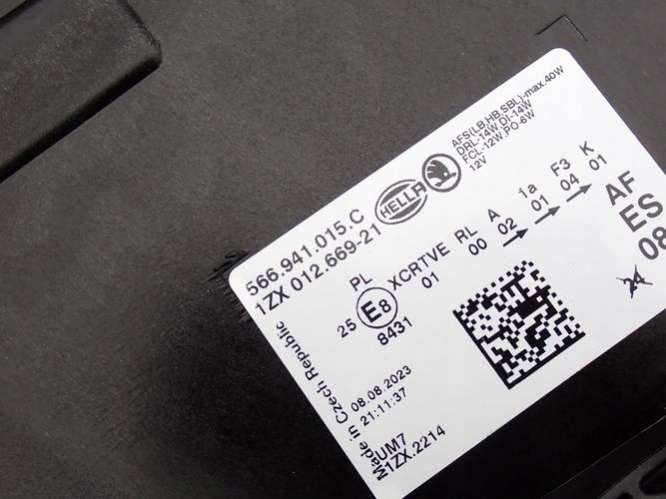 566.941.015.C
1ZX 012.669-21
HELLA
AFS(LB,HB,SBL)-max.40W
DRL-14W,DI-14W
FCL-12W,PO-6W
12V
PL
25 E8 XCRTVE RL A 1a F3 K
8431 01 00 02 01 04 01
AF
ES
08
24
Made in Czech Republic
08.08.2023
21:11:37
UM7
M1ZX.2214